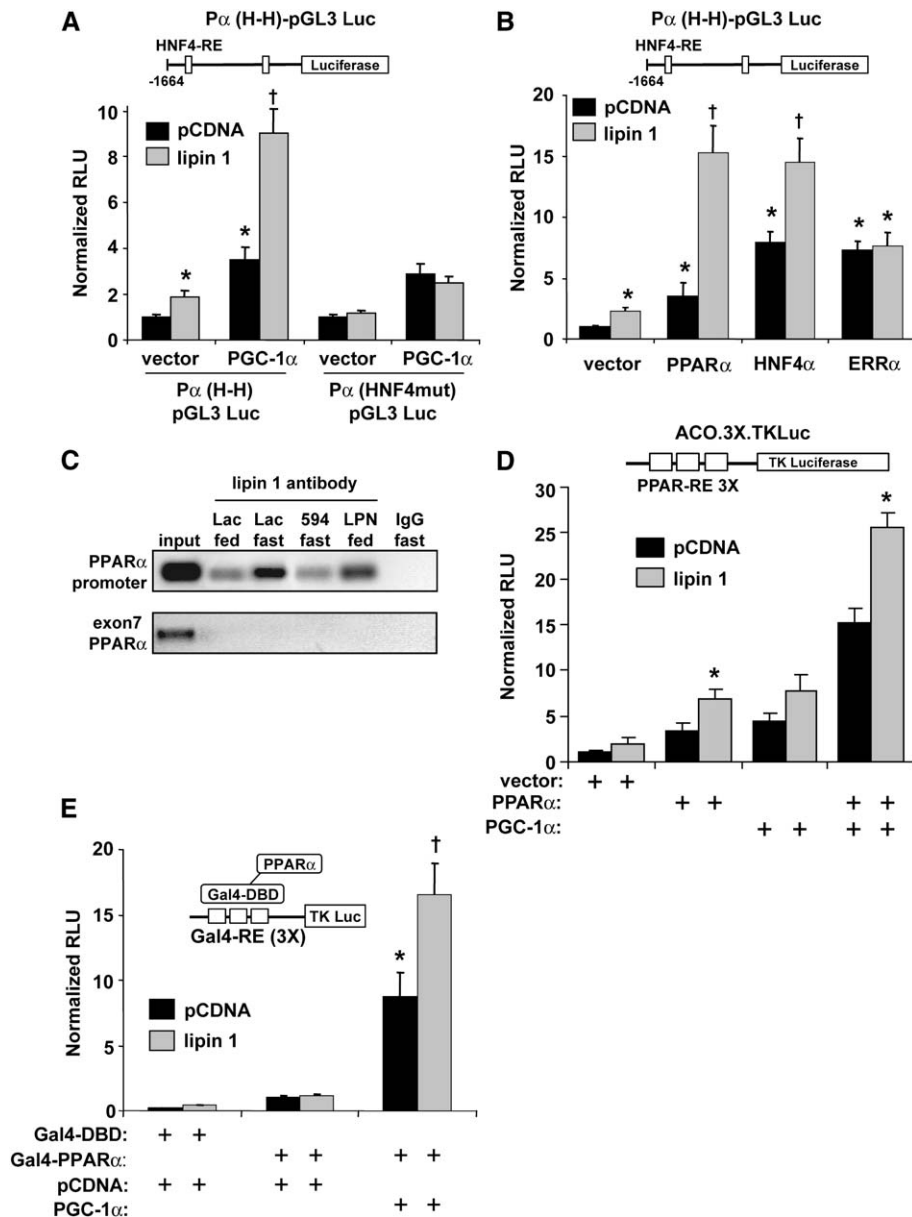 A
Pα (H-H)-pGL3 Luc
HNF4-RE
-1664
Luciferase
10
8
6
4
2
0
Normalized RLU
pCDNA
lipin 1
*
*
†
vector PGC-1α vector PGC-1α
Pα (H-H)
pGL3 Luc
Pα (HNF4mut)
pGL3 Luc
B
Pα (H-H)-pGL3 Luc
HNF4-RE
-1664
Luciferase
20
15
10
5
0
Normalized RLU
pCDNA
lipin 1
*
*
†
*
†
*
*
vector PPARα HNF4α ERRα
C
lipin 1 antibody
input Lac fed Lac fast 594 fast LPN fed IgG fast
PPARα
promoter
exon7
PPARα
D
ACO.3X.TKLuc
TK Luciferase
PPAR-RE 3X
30
25
20
15
10
5
0
Normalized RLU
pCDNA
lipin 1
*
*
vector: + +
PPARα: + + + +
PGC-1α: + + + +
E
20
15
10
5
0
Normalized RLU
PPARα
Gal4-DBD
TK Luc
Gal4-RE (3X)
pCDNA
lipin 1
*
†
Gal4-DBD: + +
Gal4-PPARα: + + + +
pCDNA: + + + +
PGC-1α: + +